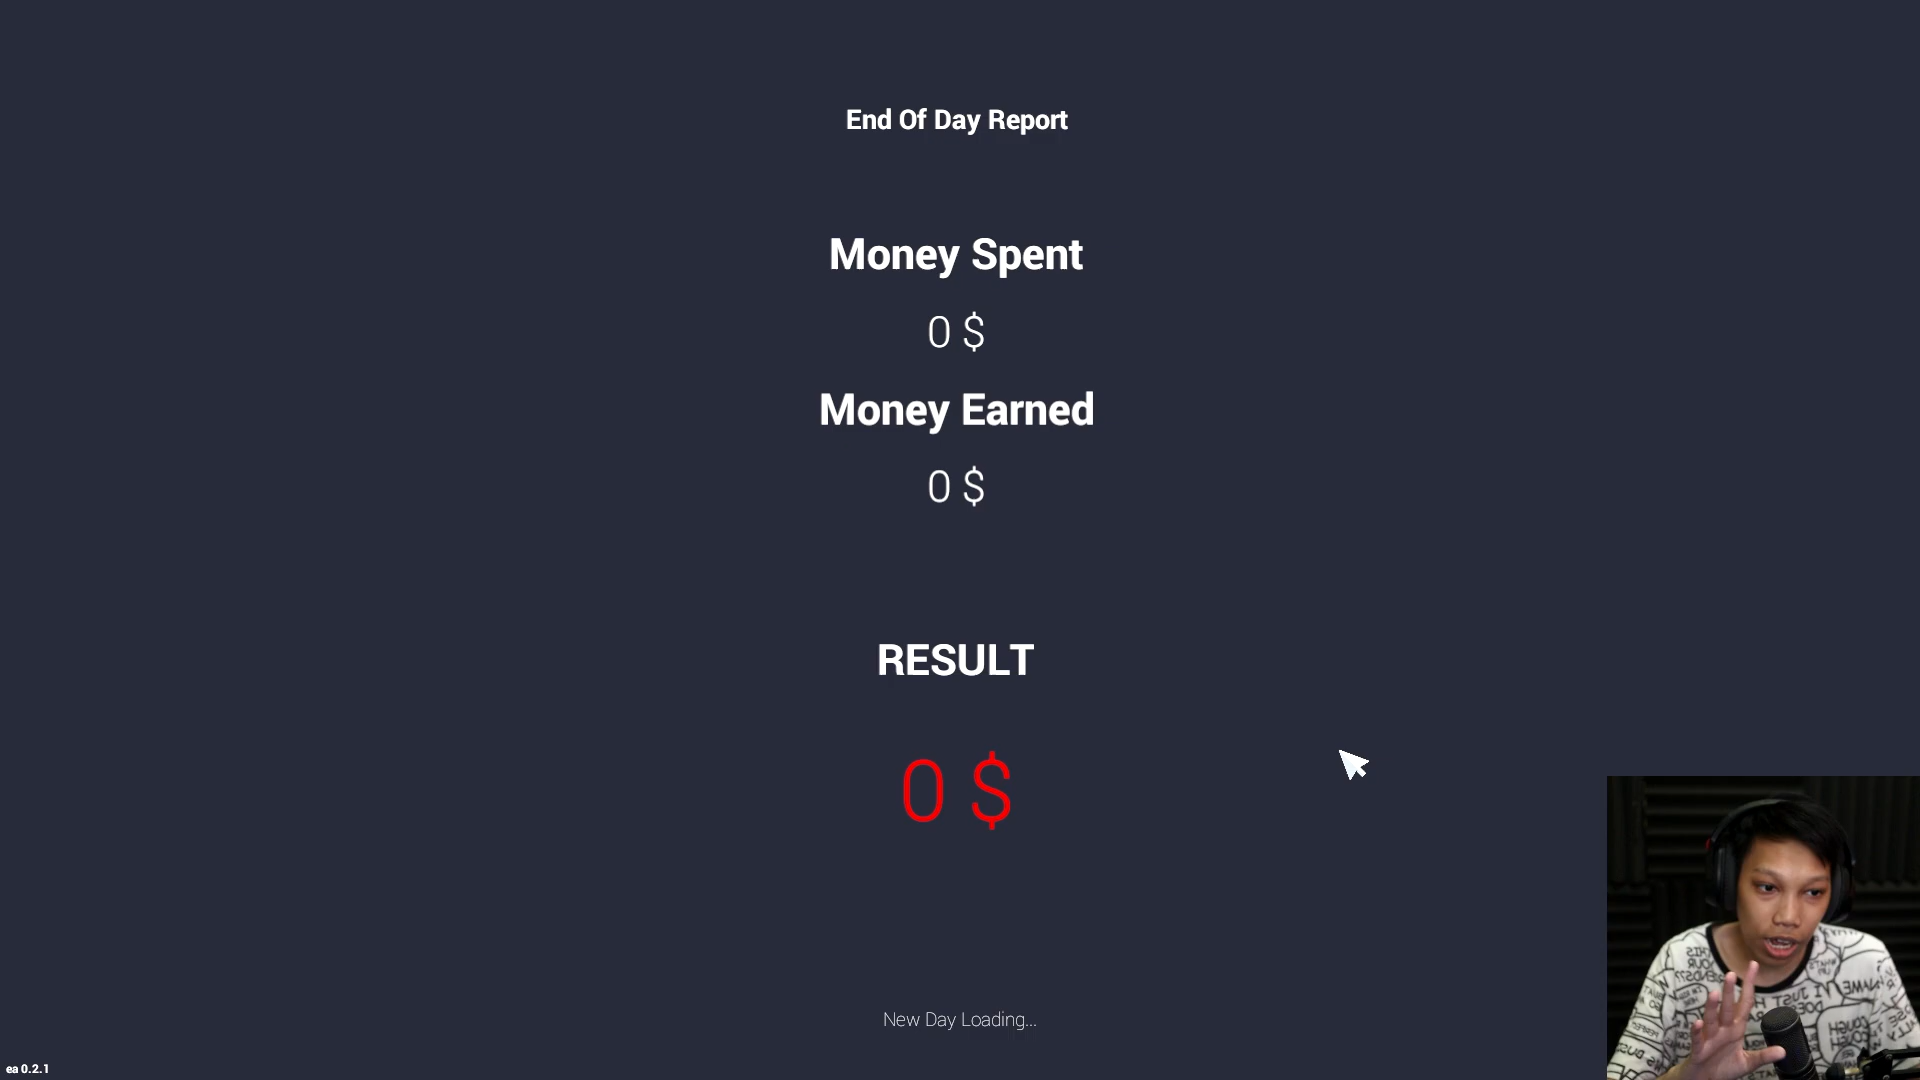 End Of Day Report
Money Spent
0 $
Money Earned
0 $
RESULT
0 $
New Day Loading...
ea 0.2.1